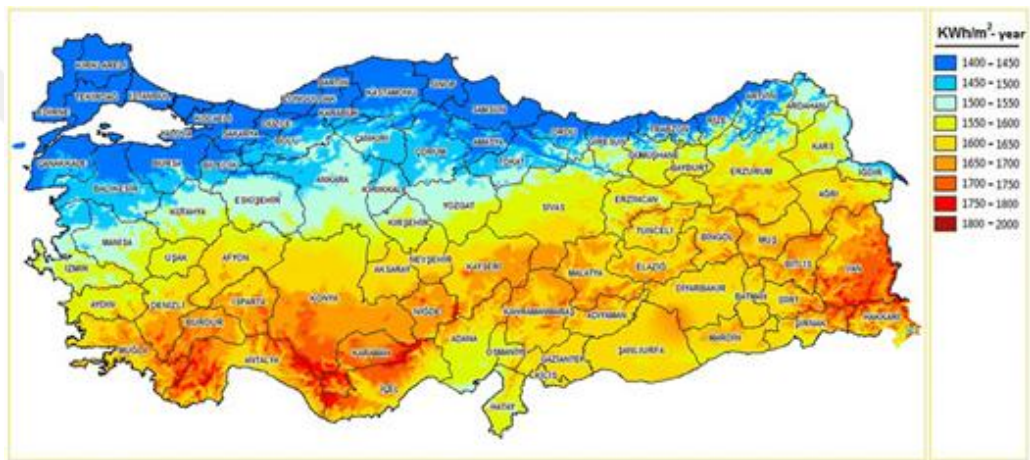 KWh/m²- year
1400 - 1450
1450 - 1500
1500 - 1550
1550 - 1600
1600 - 1650
1650 - 1700
1700 - 1750
1750 - 1800
1800 - 2000
KIRKLARELİ
TEKİRDAĞ
İSTANBUL
EDİRNE
KOCAELİ
SAKARYA
DÜZCE
BARTIN
KASTAMONU
SİNOP
KARABÜK
SAMSUN
ÇANAKKALE
BURSA
BİLECİK
BOLU
ÇANKIRI
ÇORUM
AMASYA
TOKAT
ORDU
GİRESUN
TRABZON
RİZE
ARTVİN
ARDAHAN
GÜMÜŞHANE
BAYBURT
KARS
IĞDIR
BALIKESİR
KÜTAHYA
ESKİŞEHİR
ANKARA
KIRIKKALE
KIRŞEHİR
YOZGAT
SİVAS
ERZİNCAN
ERZURUM
AĞRI
MANİSA
UŞAK
AFYON
AKSARAY
NEVŞEHİR
KAYSERİ
MALATYA
TUNCELİ
ELAZIĞ
BİNGÖL
MUŞ
BİTLİS
VAN
İZMİR
AYDIN
DENİZLİ
ISPARTA
BURDUR
KONYA
NİĞDE
KAHRAMANMARAŞ
ADIYAMAN
DİYARBAKIR
BATMAN
SİİRT
ŞIRNAK
HAKKARİ
MUĞLA
ANTALYA
KARAMAN
İÇEL
ADANA
OSMANİYE
GAZİANTEP
KİLİS
ŞANLIURFA
MARDİN
HATAY